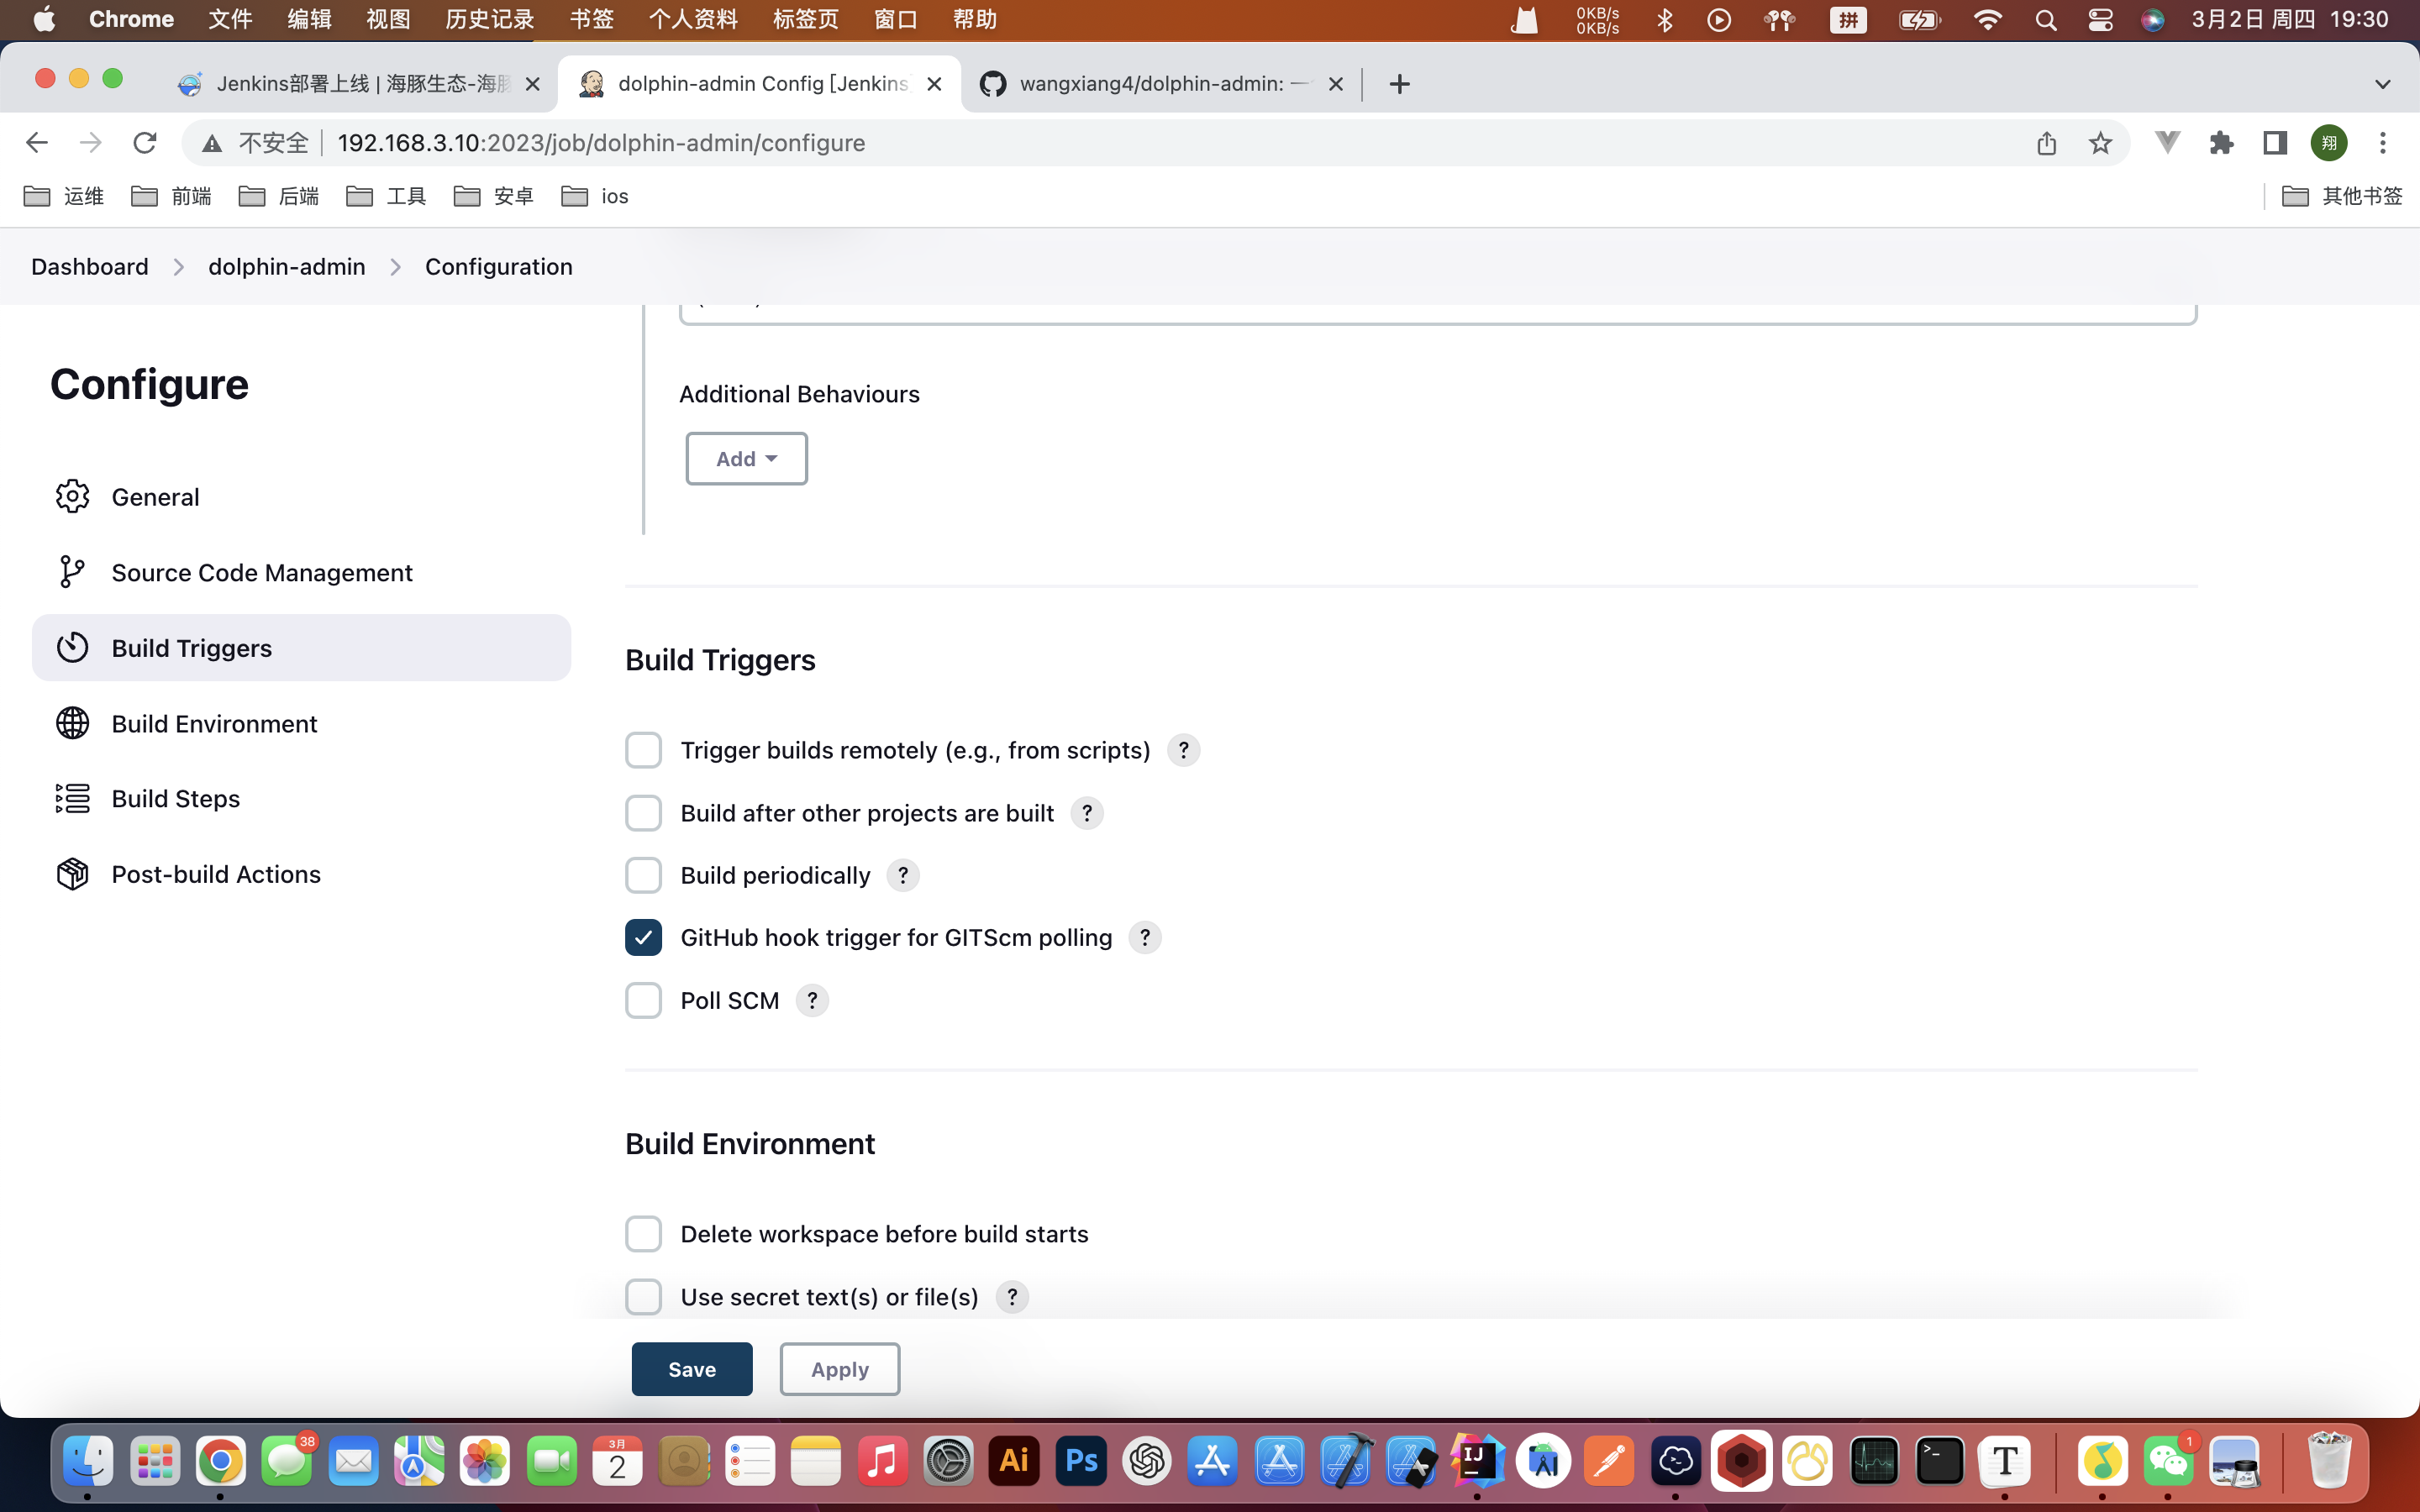 Chrome 文件 编辑 视图 历史记录 书签 个人资料 标签页 窗口 帮助 0KB/s 拼 3月2日 周四 19:30
0KB/s
Jenkins部署上线 | 海豚生态-海豚 dolphin-admin Config [Jenkins] wangxiang4/dolphin-admin: 一
不安全 192.168.3.10:2023/job/dolphin-admin/configure 翔
运维 前端 后端 工具 安卓 ios 其他书签
Dashboard dolphin-admin Configuration
Configure
General
Source Code Management
Build Triggers
Build Environment
Build Steps
Post-build Actions
Additional Behaviours
Add
Build Triggers
Trigger builds remotely (e.g., from scripts) ?
Build after other projects are built ?
Build periodically ?
GitHub hook trigger for GITScm polling ?
Poll SCM ?
Build Environment
Delete workspace before build starts
Use secret text(s) or file(s) ?
Save Apply
38 3月 2 Ai Ps IJ T 1